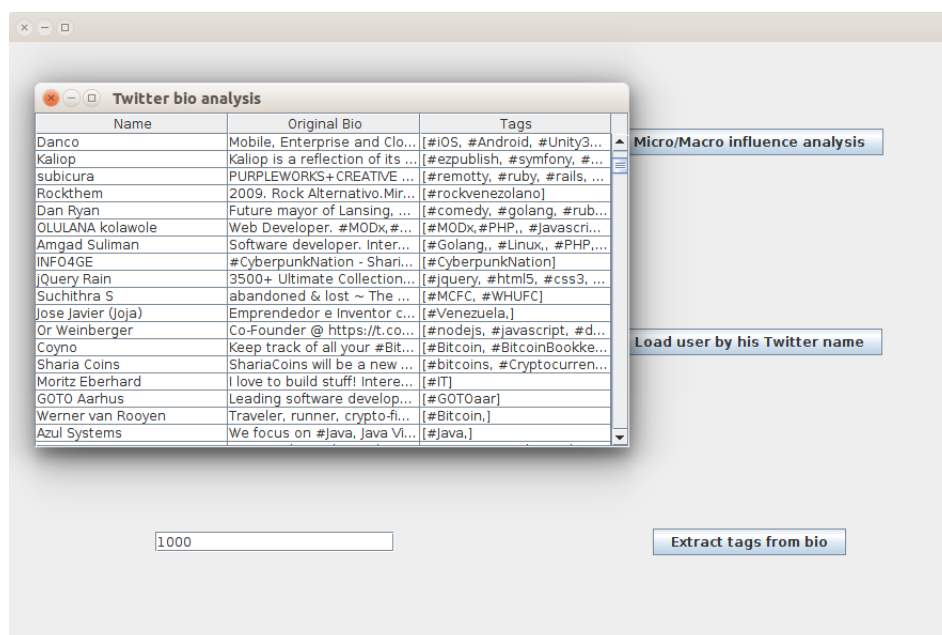 Twitter bio analysis
Name Original Bio Tags
Danco Mobile, Enterprise and Clo... [#iOS, #Android, #Unity3...
Micro/Macro influence analysis
Kaliop Kaliop is a reflection of its ... [#ezpublish, #symfony, #...
subicura PURPLEWORKS+CREATIVE ... [#remotty, #ruby, #rails, ...
Rockthem 2009. Rock Alternativo.Mir... [#rockvenezolano]
Dan Ryan Future mayor of Lansing, ... [#comedy, #golang, #rub...
OLULANA kolawole Web Developer. #MODx,#... [#MODx,#PHP,, #Javascri...
Amgad Suliman Software developer. Inter... [#Golang,, #Linux,, #PHP,...
INFO4GE #CyberpunkNation - Shari... [#CyberpunkNation]
jQuery Rain 3500+ Ultimate Collection... [#jquery, #html5, #css3, ...
Suchithra S abandoned & lost ~ The ... [#MCFC, #WHUFC]
Jose Javier (Joja) Emprendedor e Inventor c... [#Venezuela,]
Or Weinberger Co-Founder @ https://t.co... [#nodejs, #javascript, #d...
Coyno Keep track of all your #Bit... [#Bitcoin, #BitcoinBookke...
Load user by his Twitter name
Sharia Coins ShariaCoins will be a new ... [#bitcoins, #Cryptocurren...
Moritz Eberhard I love to build stuff! Intere... [#IT]
GOTO Aarhus Leading software develop... [#GOTOaar]
Werner van Rooyen Traveler, runner, crypto-fi... [#Bitcoin,]
Azul Systems We focus on #Java, Java Vi... [#Java,]
1000
Extract tags from bio